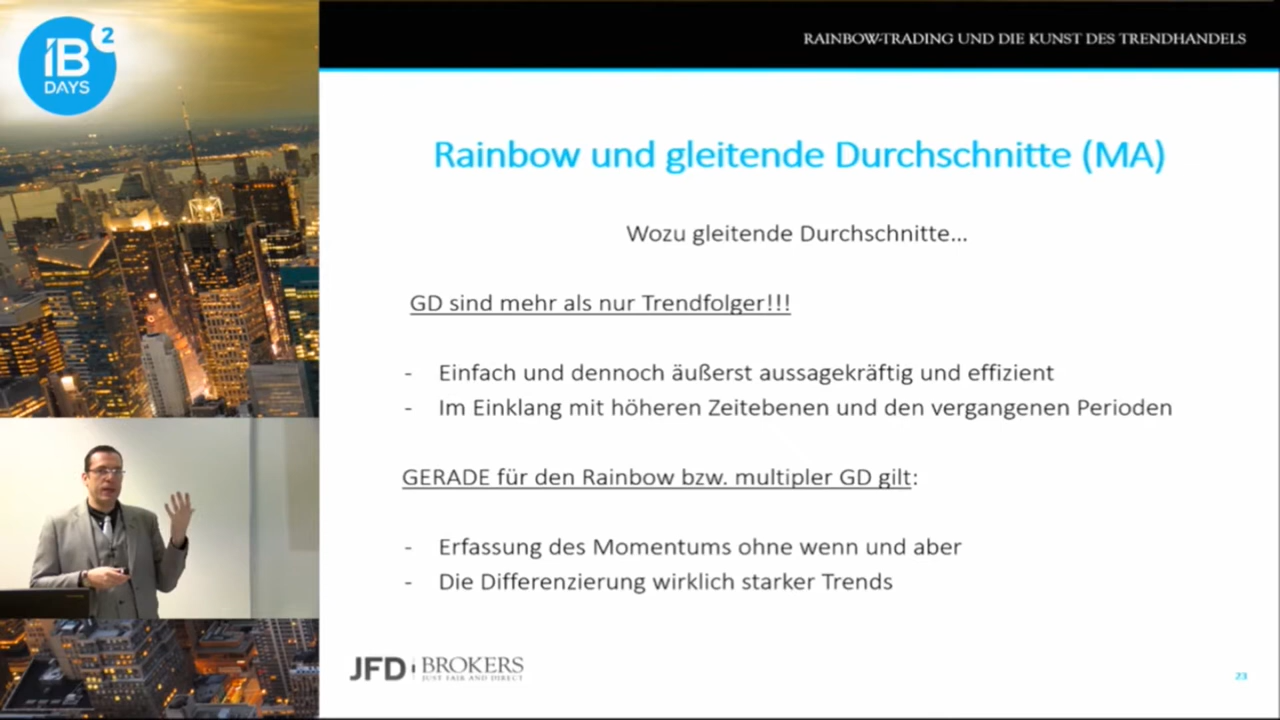 iB 2
DAYS
RAINBOW-TRADING UND DIE KUNST DES TRENDHANDELS
Rainbow und gleitende Durchschnitte (MA)
Wozu gleitende Durchschnitte...
GD sind mehr als nur Trendfolger!!!
- Einfach und dennoch äußerst aussagekräftig und effizient
- Im Einklang mit höheren Zeitebenen und den vergangenen Perioden
GERADE für den Rainbow bzw. multipler GD gilt:
- Erfassung des Momentums ohne wenn und aber
- Die Differenzierung wirklich starker Trends
JFD BROKERS
JUST FAIR AND DIRECT
23